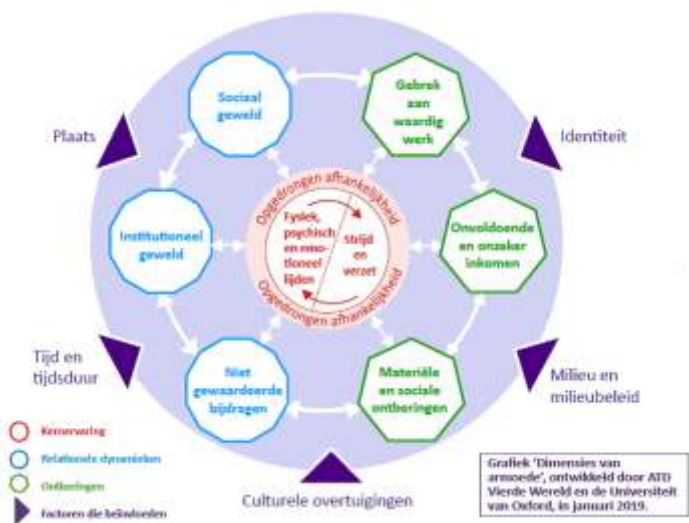 Sociaal
geweld
Gebrek
aan
waardig
werk
Plaats
Identiteit
Opgedrongen afhankelijkheid
Institutioneel
geweld
Fysiek,
psychisch
en emo-
tioneel
lijden
Strijd
en
verzet
Onvoldoende
en onzeker
inkomen
Opgedrongen afhankelijkheid
Tijd en
tijdsduur
Niet
gewaardeerde
bijdragen
Materiële
en sociale
ontberingen
Milieu en
milieubeleid
Kernervaring
Relationele dynamieken
Ontberingen
Factoren die beïnvloeden
Culturele overtuigingen
Grafiek 'Dimensies van
armoede', ontwikkeld door ATD
Vierde Wereld en de Universiteit
van Oxford, in januari 2019.